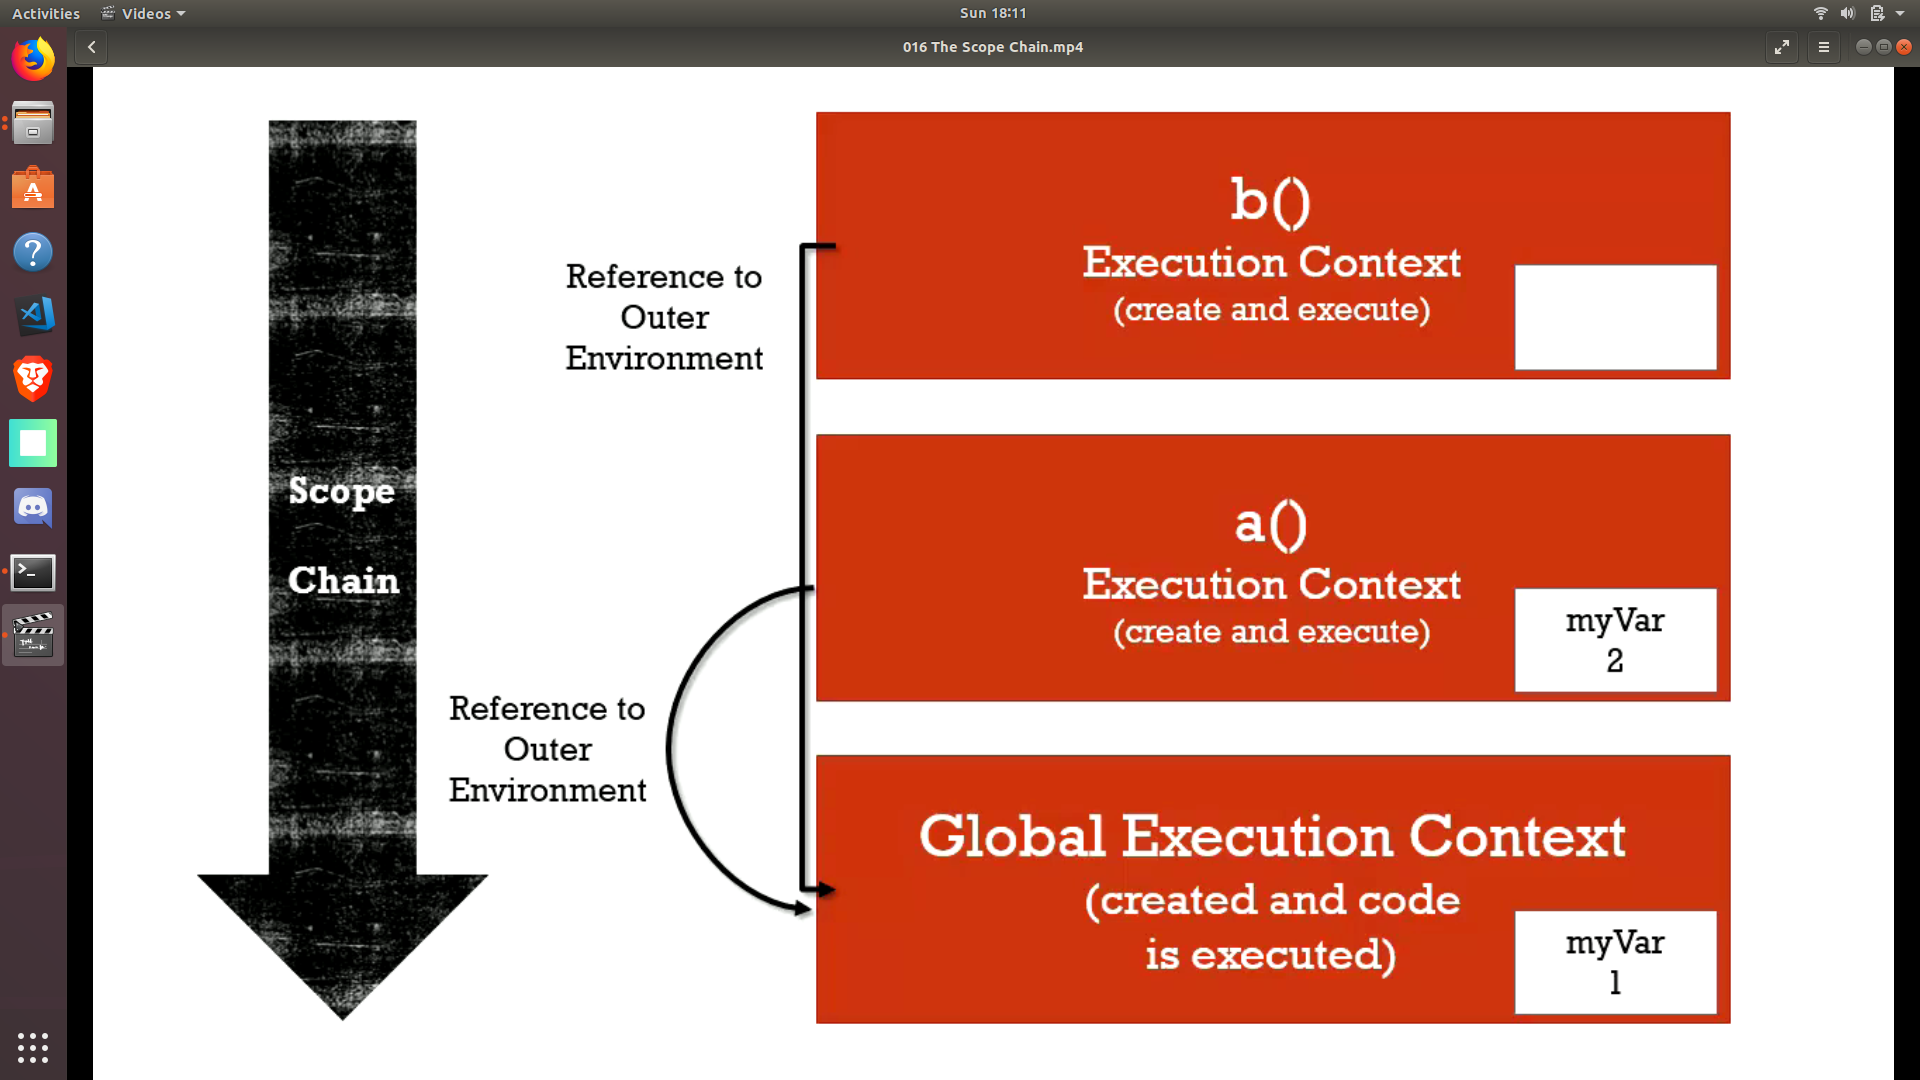 Activities
Videos
Sun 18:11
016 The Scope Chain.mp4
b()
Execution Context
(create and execute)
Reference to
Outer
Environment
Scope
Chain
a()
Execution Context
(create and execute)
myVar
2
Reference to
Outer
Environment
Global Execution Context
(created and code
is executed)
myVar
1